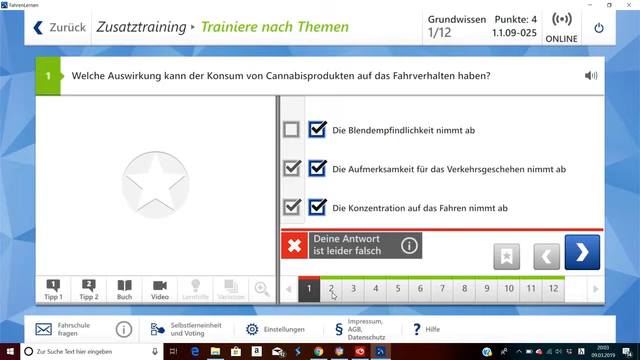 FahrenLernen
Zurück
Zusatztraining ▸ Trainiere nach Themen
Grundwissen
Punkte: 4
1/12
1.1.09-025
ONLINE
1
Welche Auswirkung kann der Konsum von Cannabisprodukten auf das Fahrverhalten haben?
Die Blendempfindlichkeit nimmt ab
Die Aufmerksamkeit für das Verkehrsgeschehen nimmt ab
Die Konzentration auf das Fahren nimmt ab
Deine Antwort
ist leider falsch
1
Tipp 1
2
Tipp 2
Buch
Video
Lernhilfe
Variation
1 2 3 4 5 6 7 8 9 10 11 12
Fahrschule
fragen
Selbstlerneinheit
und Voting
Einstellungen
§
Impressum,
AGB,
Datenschutz
?
Hilfe
Zur Suche Text hier eingeben
20:03
09.03.2019